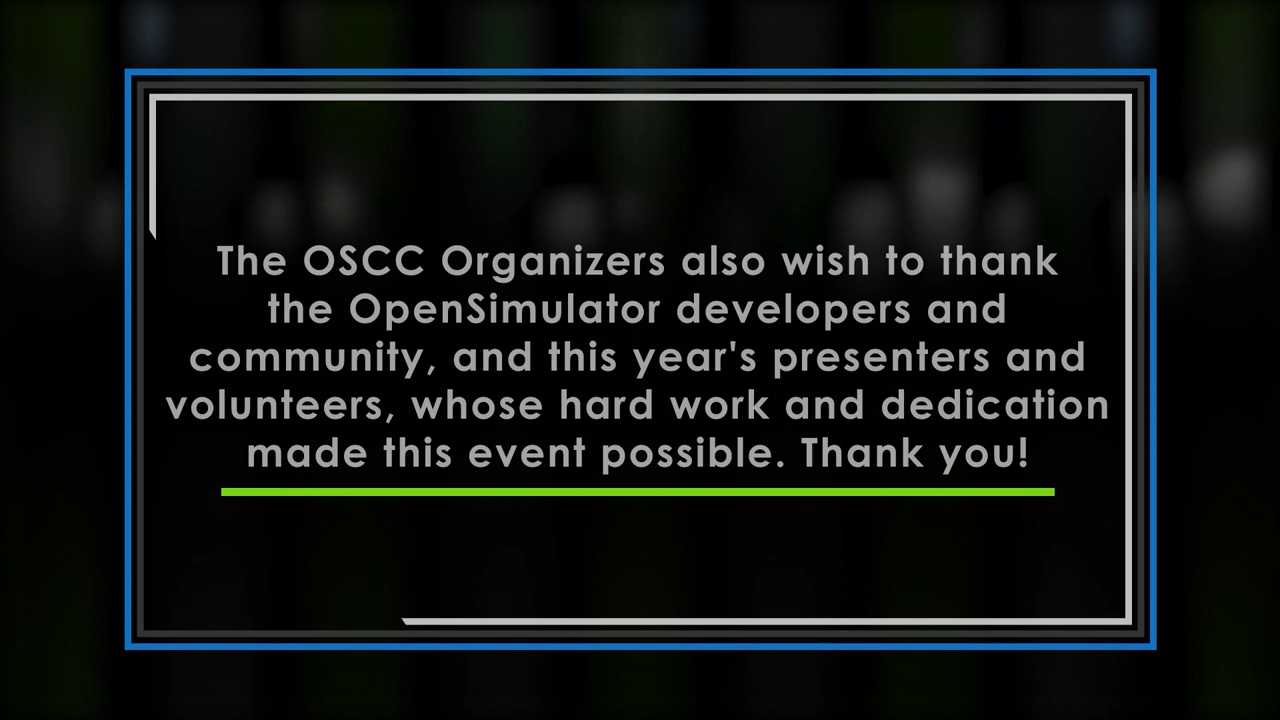 The OSCC Organizers also wish to thank
the OpenSimulator developers and
community, and this year's presenters and
volunteers, whose hard work and dedication
made this event possible. Thank you!